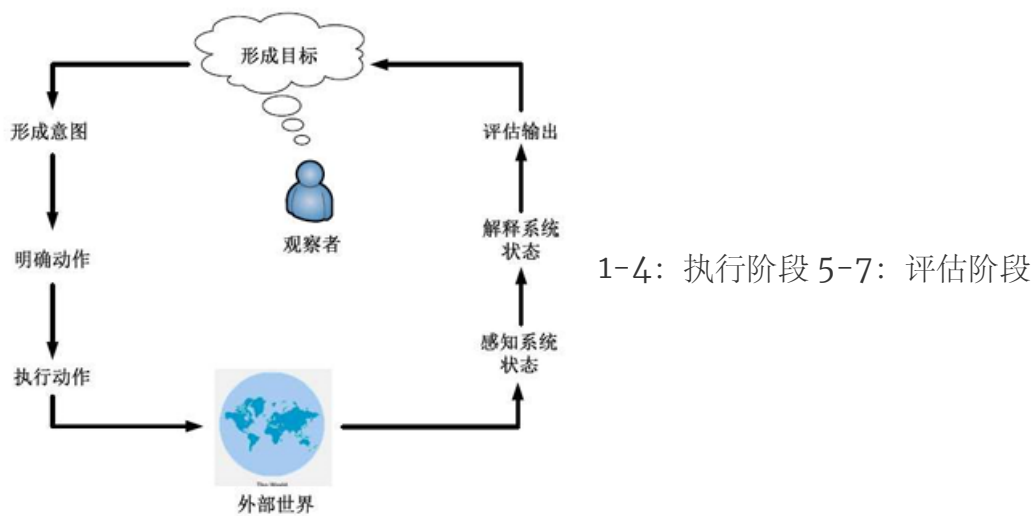 形成目标
形成意图
评估输出
观察者
解释系统
状态
明确动作
1-4：执行阶段 5-7：评估阶段
感知系统
状态
执行动作
The World
外部世界